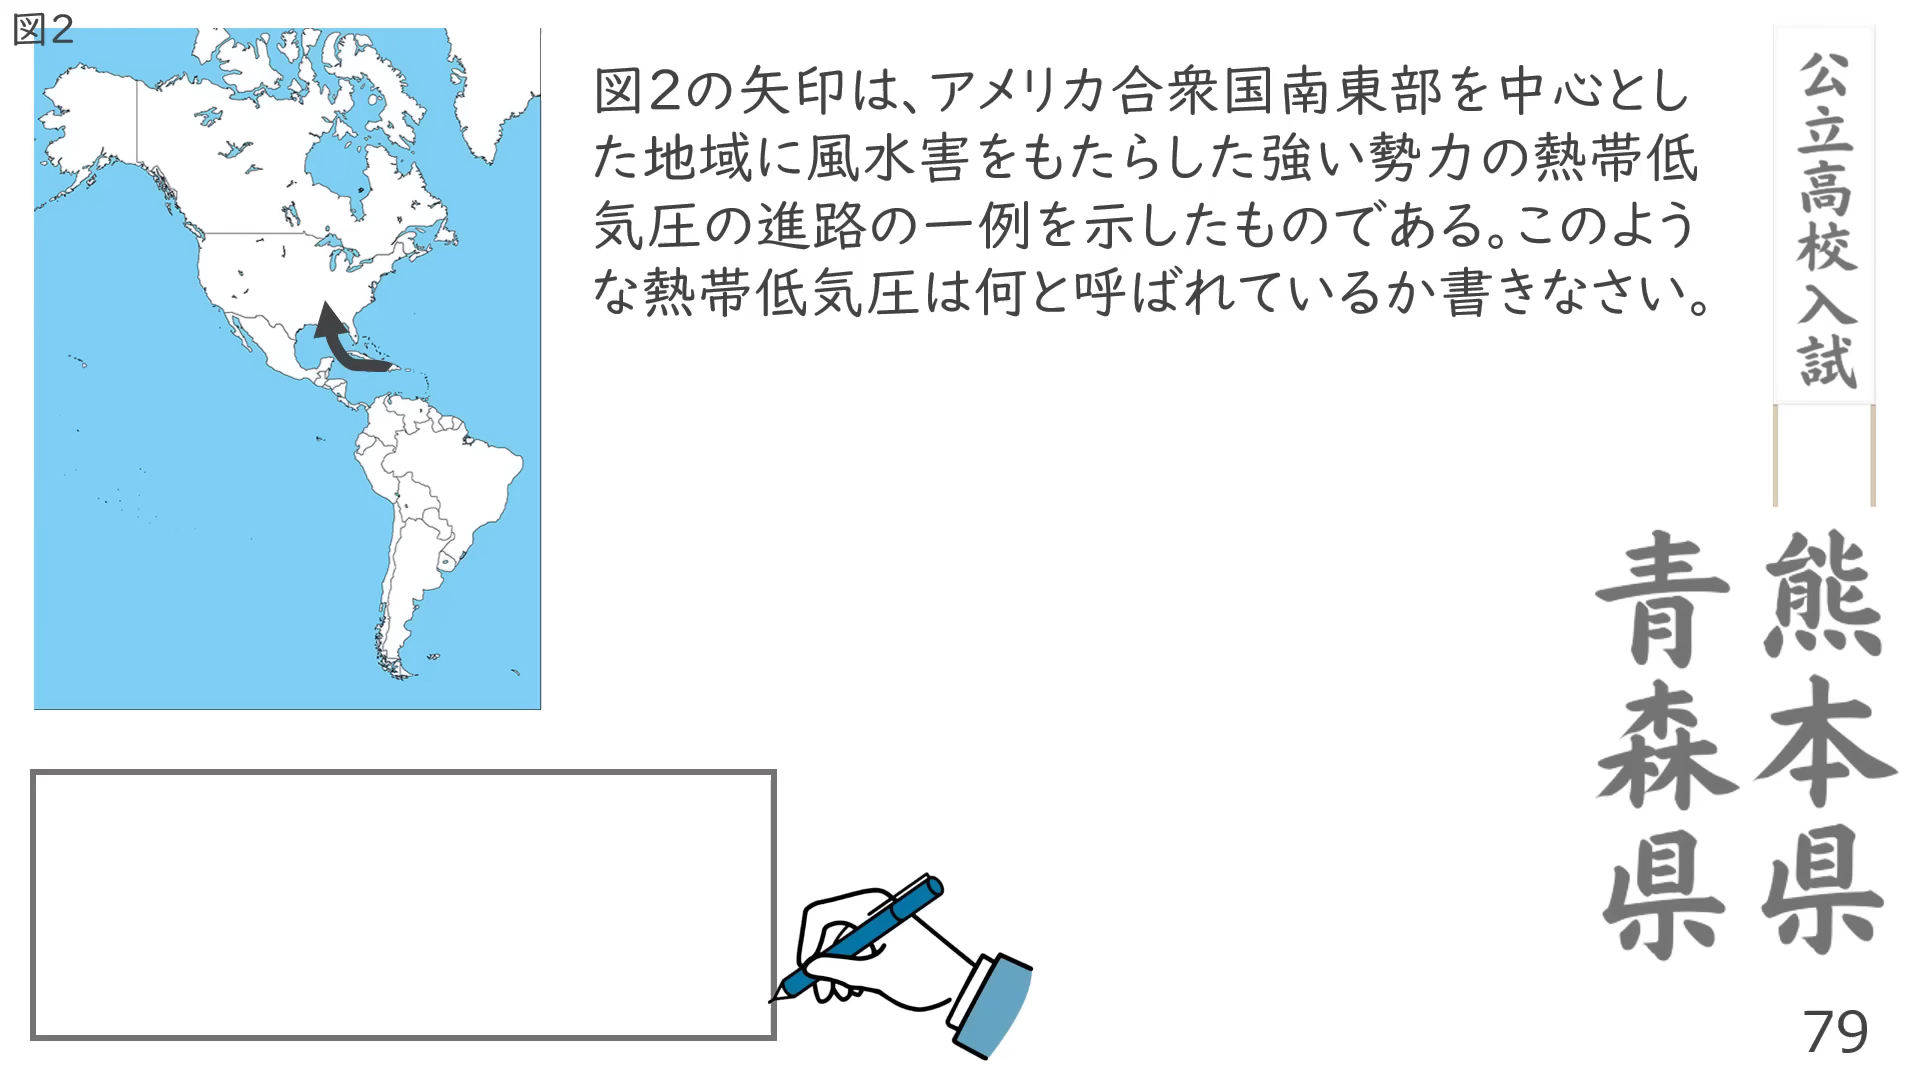 図2
図2の矢印は、アメリカ合衆国南東部を中心とし
た地域に風水害をもたらした強い勢力の熱帯低
気圧の進路の一例を示したものである。このよう
な熱帯低気圧は何と呼ばれているか書きなさい。
公立高校入試
熊本県
青森県
79